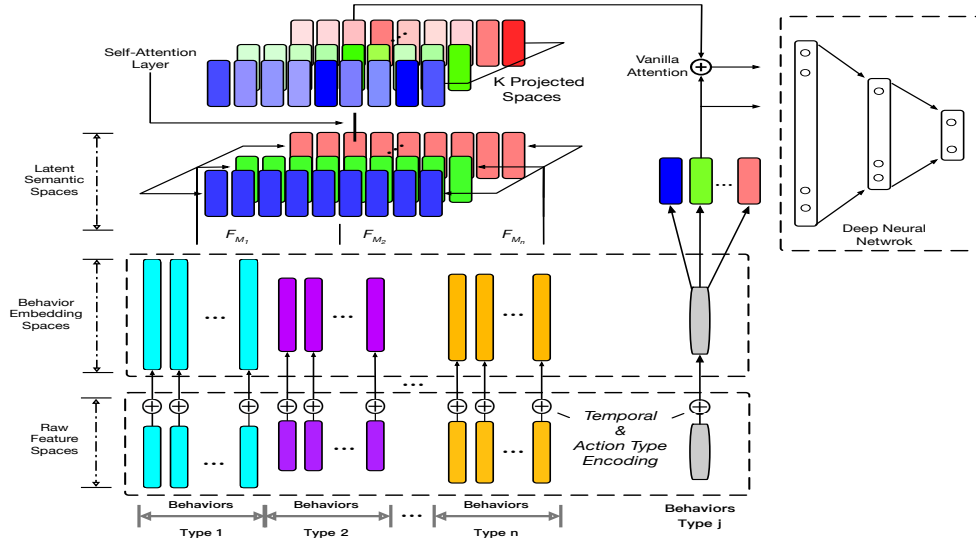 Self-Attention
Layer
K Projected
Spaces
Vanilla
Attention
Latent
Semantic
Spaces
F_{M_1}
F_{M_2}
F_{M_n}
Deep Neural
Netwrok
Behavior
Embedding
Spaces
...
...
...
...
...
Raw
Feature
Spaces
Temporal
&
Action Type
Encoding
...
...
...
Behaviors
Behaviors
...
Behaviors
Behaviors
Type 1
Type 2
Type n
Type j